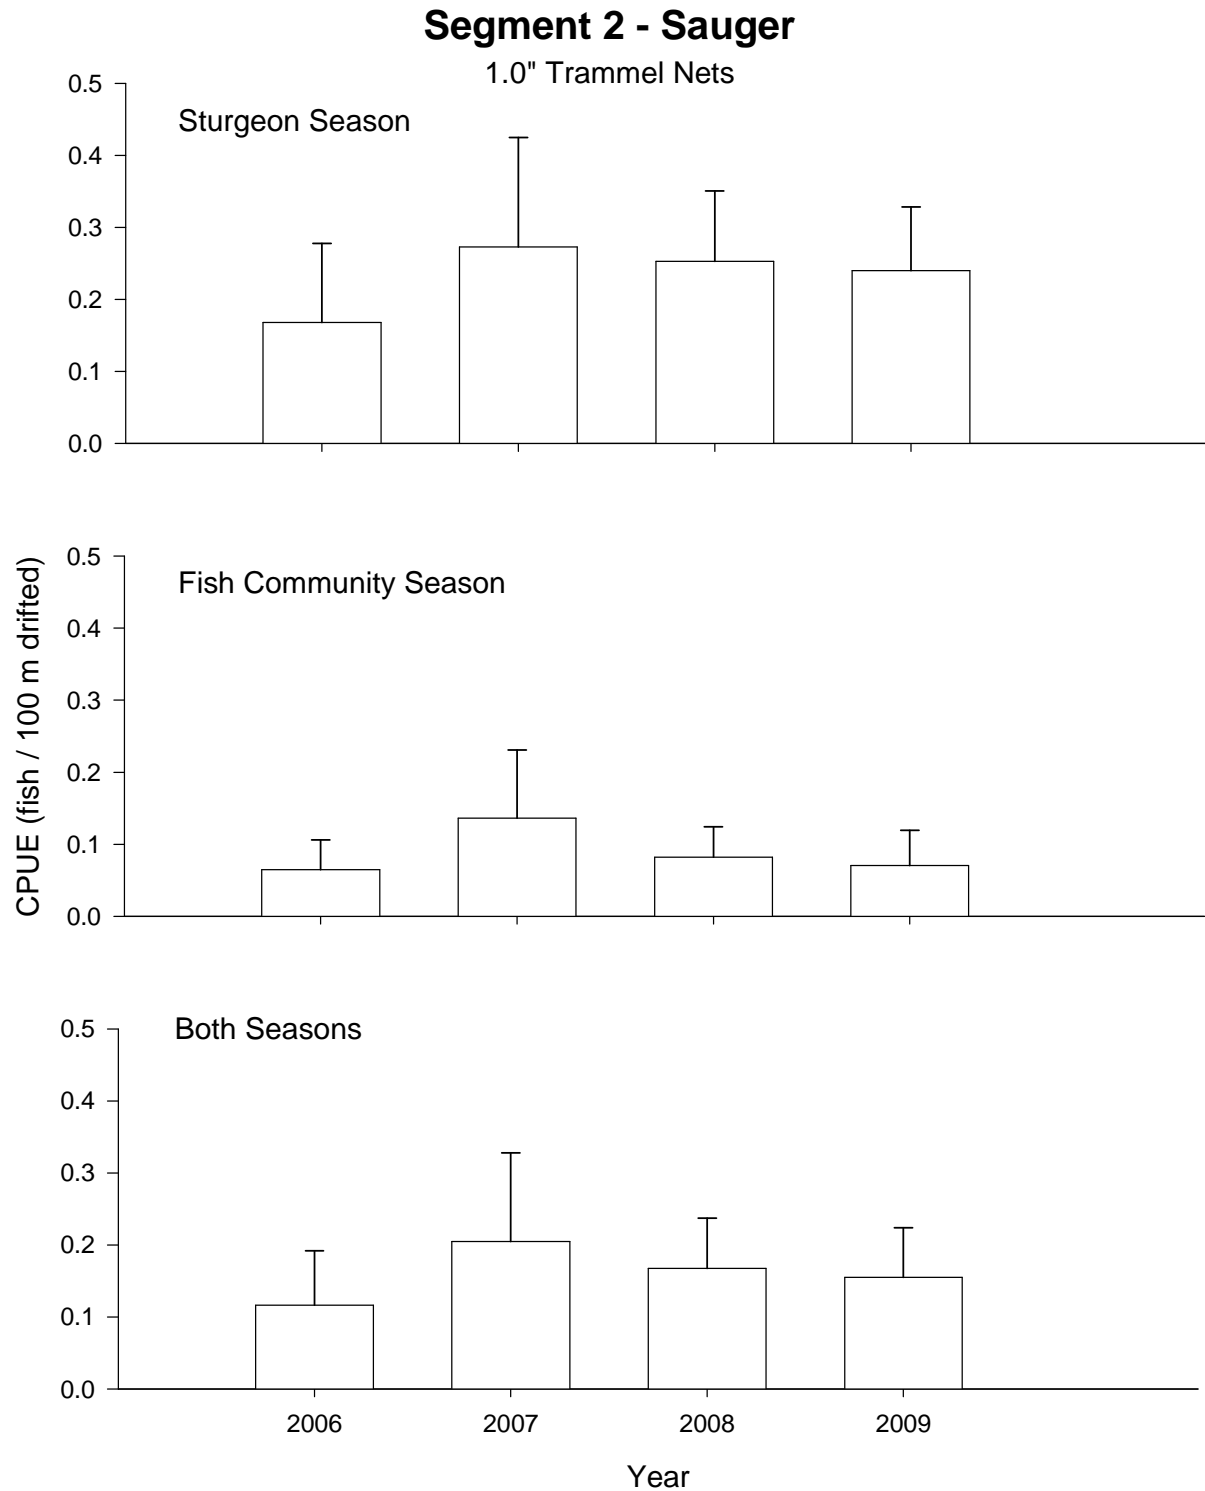 Segment 2 - Sauger
1.0" Trammel Nets
Sturgeon Season
0.5
0.4
0.3
0.2
0.1
0.0
Fish Community Season
0.5
0.4
0.3
0.2
0.1
0.0
CPUE (fish / 100 m drifted)
Both Seasons
0.5
0.4
0.3
0.2
0.1
0.0
2006 2007 2008 2009
Year